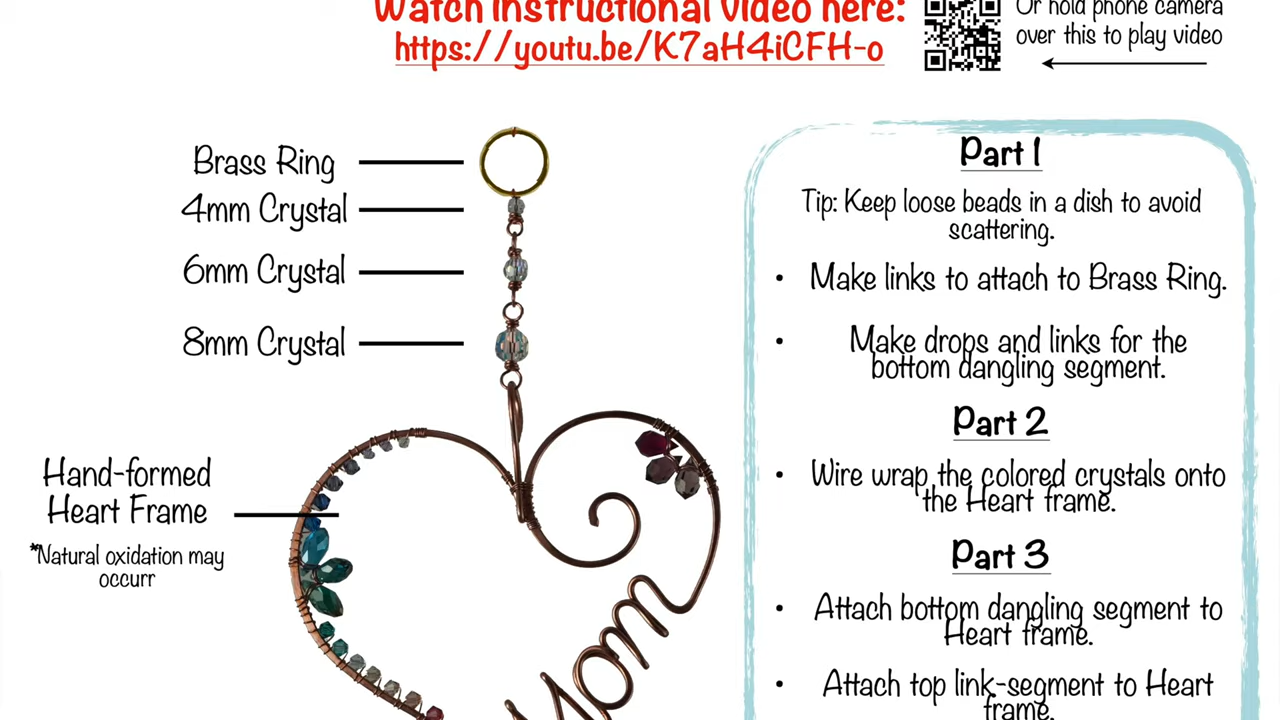 Watch instructional video here:
https://youtu.be/K7aH4iCFH-o
Or hold phone camera
over this to play video
Brass Ring
4mm Crystal
6mm Crystal
8mm Crystal
Hand-formed
Heart Frame
*Natural oxidation may
occurr
Mom
Part 1
Tip: Keep loose beads in a dish to avoid
scattering.
• Make links to attach to Brass Ring.
• Make drops and links for the
bottom dangling segment.
Part 2
• Wire wrap the colored crystals onto
the Heart frame.
Part 3
• Attach bottom dangling segment to
Heart frame.
• Attach top link-segment to Heart
frame.